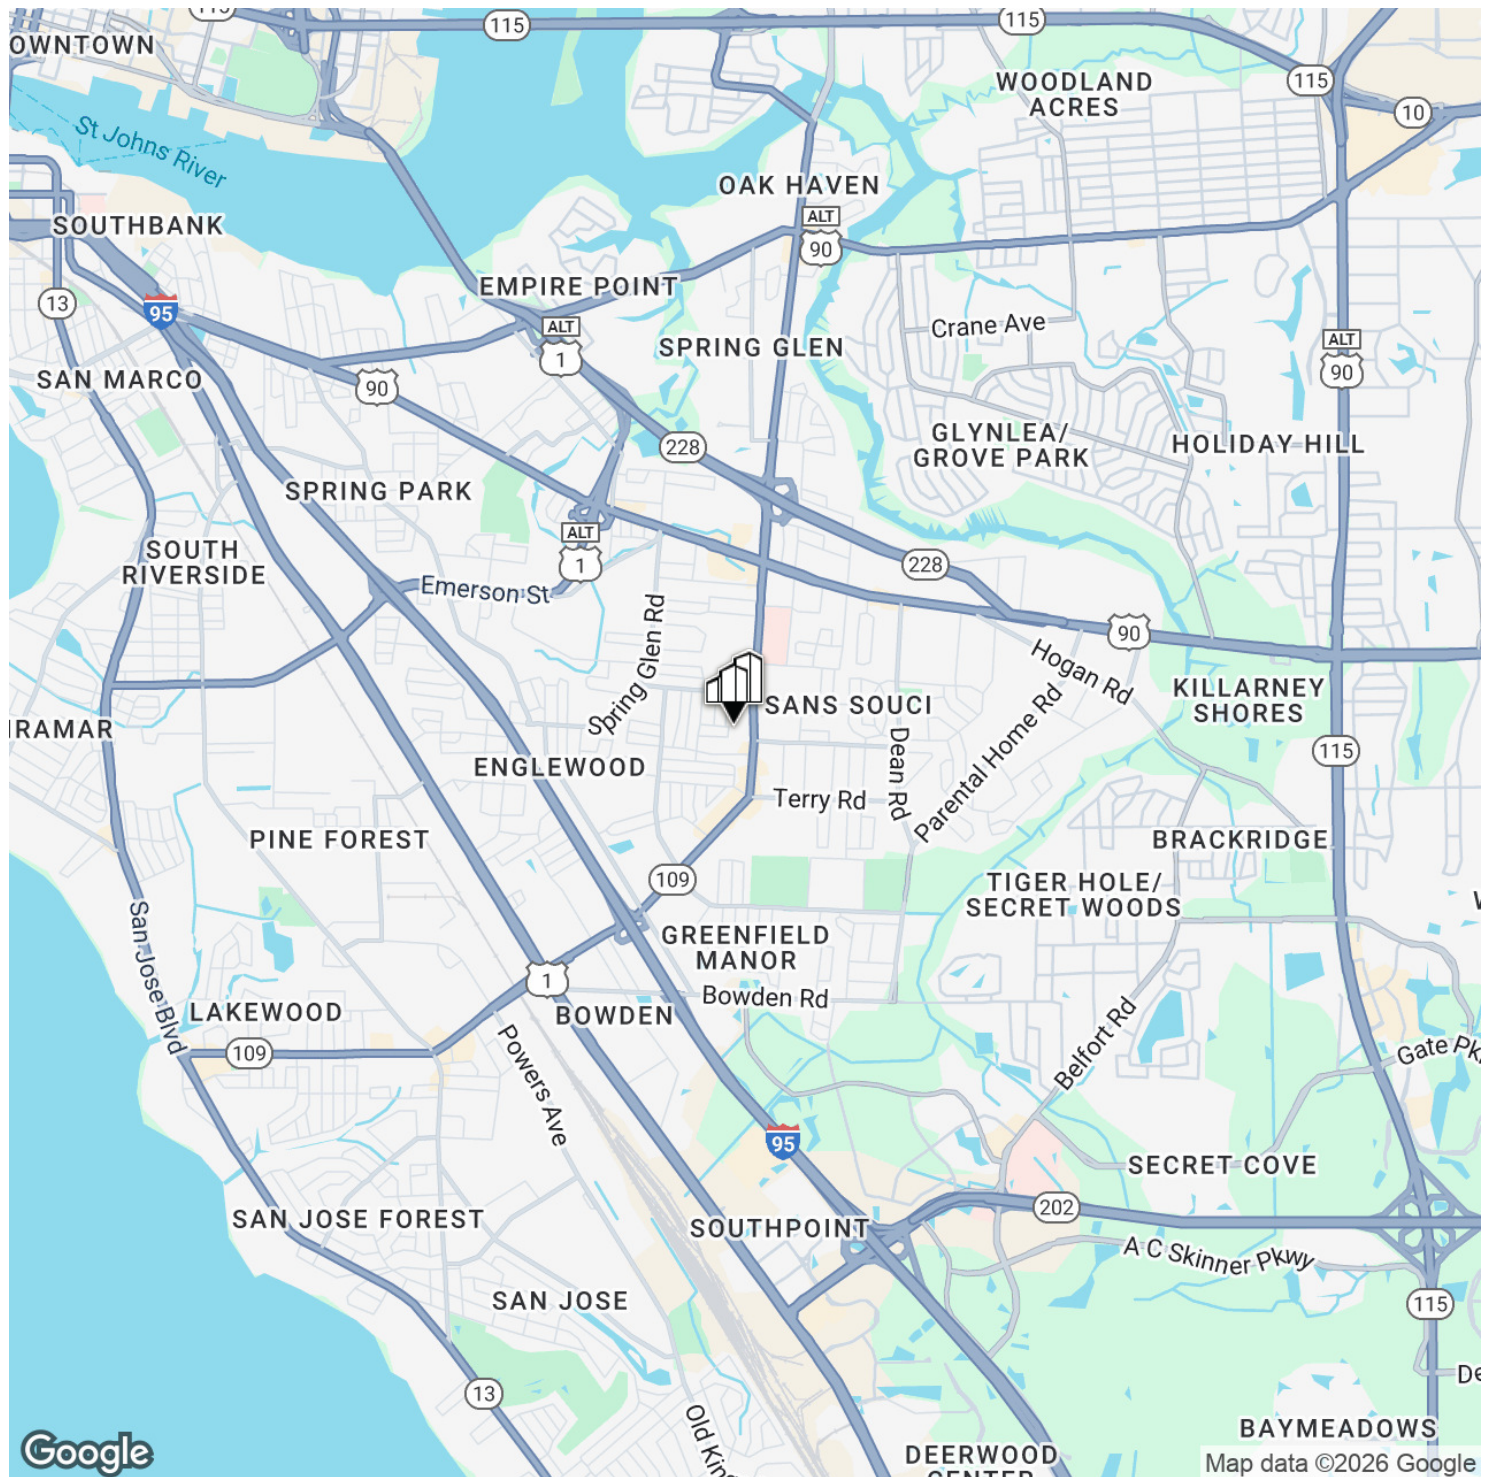 115
115
115
OWNTOWN
WOODLAND
ACRES
115
10
St Johns River
OAK HAVEN
ALT
90
SOUTHBANK
EMPIRE POINT
13
95
ALT
1
Crane Ave
SPRING GLEN
ALT
90
SAN MARCO
90
228
GLYNLEA/
GROVE PARK
HOLIDAY HILL
SPRING PARK
ALT
1
SOUTH
RIVERSIDE
Emerson St
228
90
Spring Glen Rd
Hogan Rd
KILLARNEY
SHORES
SANS SOUCI
IRAMAR
Dean Rd
Parental Home Rd
115
ENGLEWOOD
Terry Rd
PINE FOREST
BRACKRIDGE
109
TIGER HOLE/
SECRET WOODS
San Jose Blvd
GREENFIELD
MANOR
1
Bowden Rd
LAKEWOOD
BOWDEN
109
Powers Ave
Belfort Rd
Gate Pk
95
SECRET COVE
202
SAN JOSE FOREST
SOUTHPOINT
A C Skinner Pkwy
SAN JOSE
115
De
13
Old King
BAYMEADOWS
DEERWOOD
CENTER
Google
Map data ©2026 Google